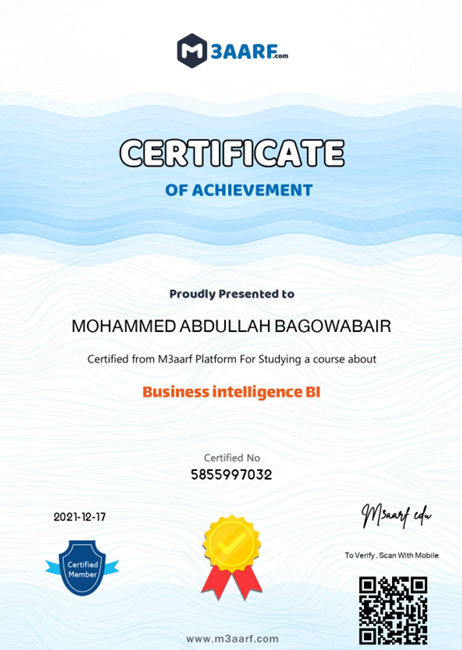 M3AARF.com
CERTIFICATE
OF ACHIEVEMENT
Proudly Presented to
MOHAMMED ABDULLAH BAGOWABAIR
Certified from M3aarf Platform For Studying a course about
Business intelligence BI
Certified No
5855997032
2021-12-17
M3aarf edu
Certified
Member
To Verify , Scan With Mobile
www.m3aarf.com